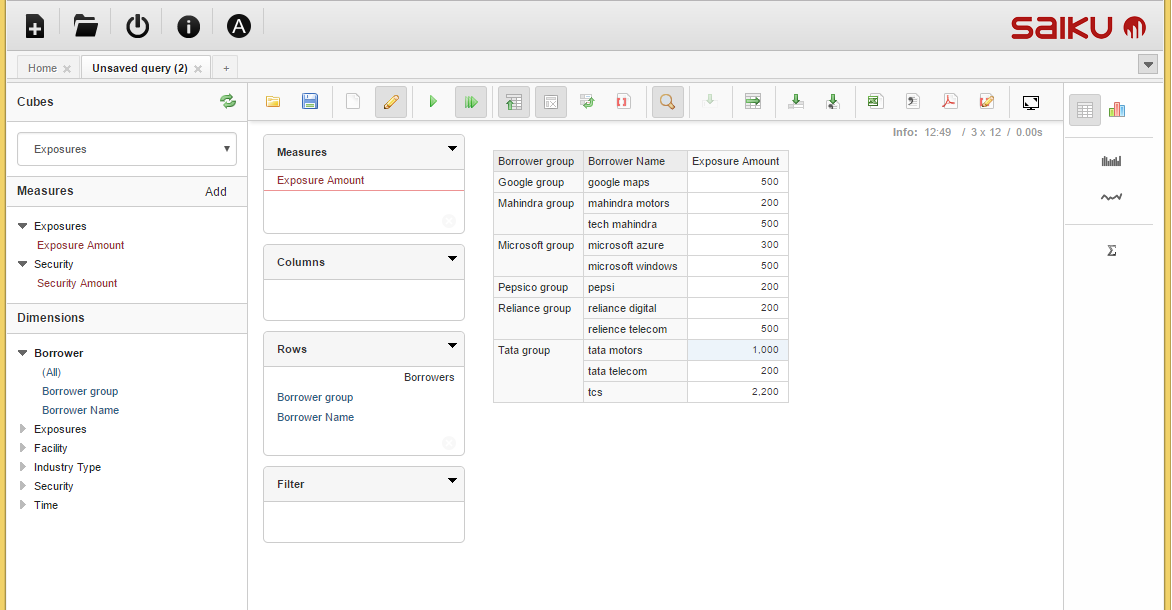 saiku
Home
Unsaved query (2)
+
Cubes
Exposures
Measures Add
Exposures
Exposure Amount
Security
Security Amount
Dimensions
Borrower
(All)
Borrower group
Borrower Name
Exposures
Facility
Industry Type
Security
Time
Info: 12:49 / 3 x 12 / 0.00s
Measures
Exposure Amount
Columns
Rows
Borrowers
Borrower group
Borrower Name
Filter
Borrower group Borrower Name Exposure Amount
Google group google maps 500
Mahindra group mahindra motors 200
tech mahindra 500
Microsoft group microsoft azure 300
microsoft windows 500
Pepsico group pepsi 200
Reliance group reliance digital 200
relience telecom 500
Tata group tata motors 1,000
tata telecom 200
tcs 2,200
Σ